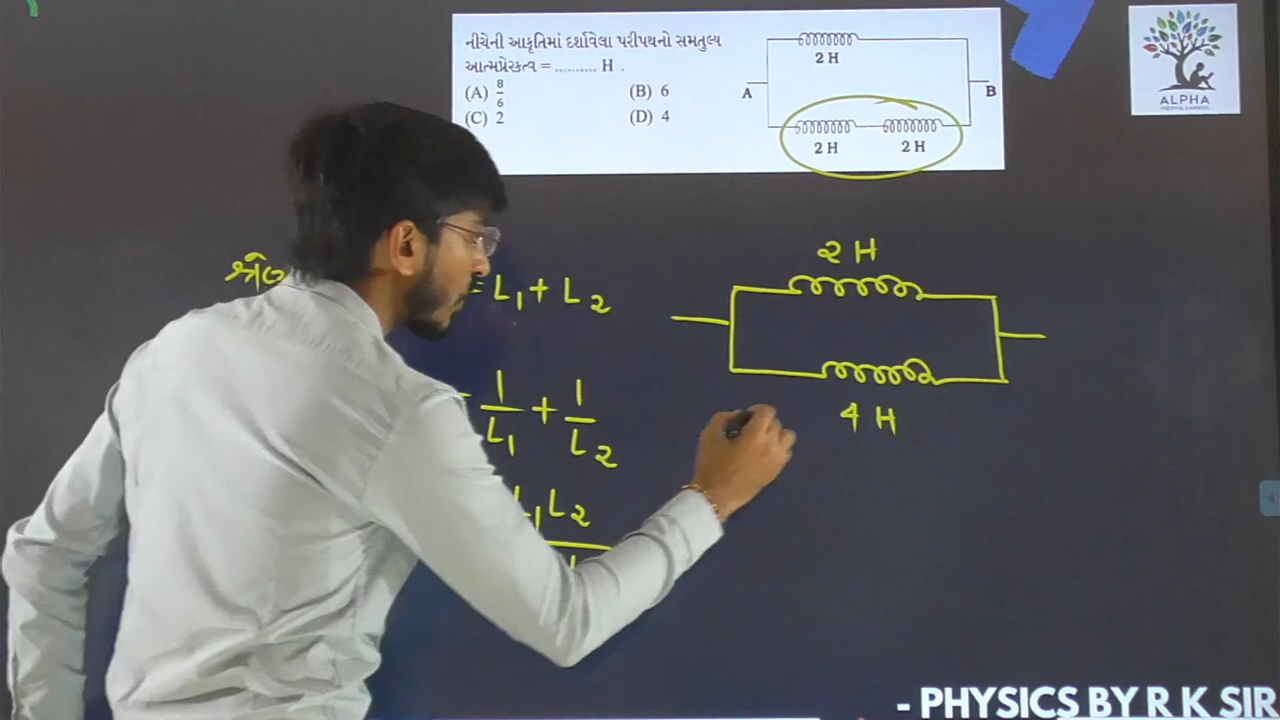 નીચેની આકૃતિમાં દર્શાવેલા પરીપથનો સમતુલ્ય
આત્મપ્રેરકત્વ = .......... H .
(A) 8/6
(B) 6
(C) 2
(D) 4
2 H
A
B
2 H
2 H
ALPHA
= L₁ + L₂
1/L₁ + 1/L₂
L₁L₂
2 H
4 H
- PHYSICS BY R K SIR